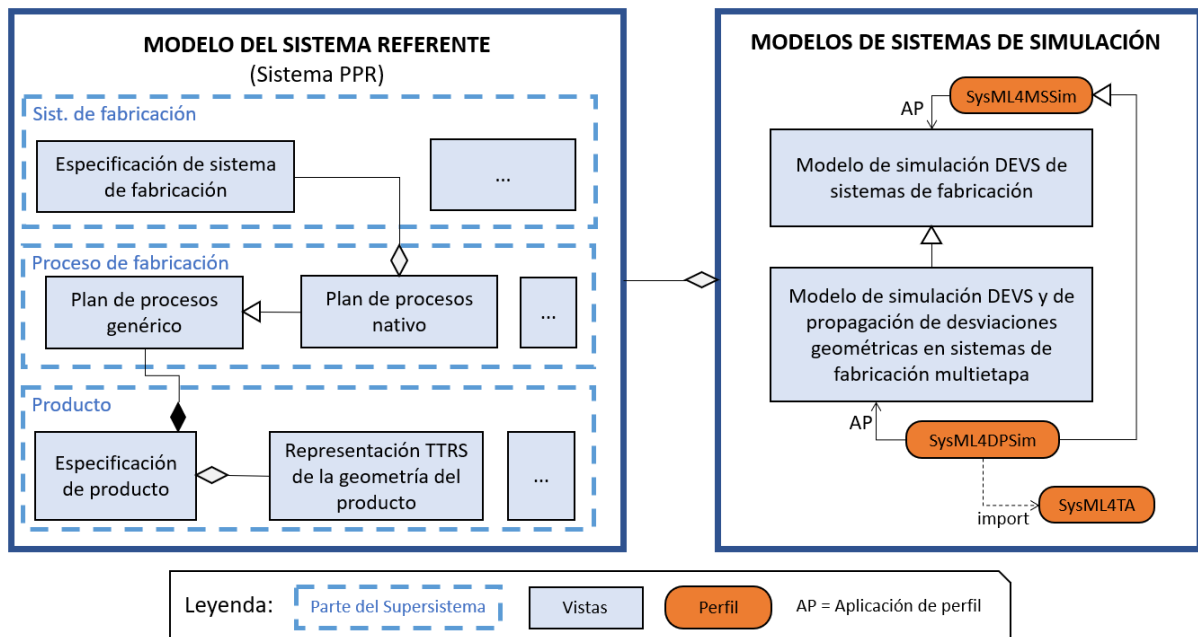 MODELO DEL SISTEMA REFERENTE
(Sistema PPR)
Sist. de fabricación
Especificación de sistema
de fabricación
...
Proceso de fabricación
Plan de procesos
genérico
Plan de procesos
nativo
...
Producto
Especificación
de producto
Representación TTRS
de la geometría del
producto
...
MODELOS DE SISTEMAS DE SIMULACIÓN
SysML4MSSim
AP
Modelo de simulación DEVS de
sistemas de fabricación
Modelo de simulación DEVS y de
propagación de desviaciones
geométricas en sistemas de
fabricación multietapa
AP
SysML4DPSim
import
SysML4TA
Leyenda:
Parte del Supersistema
Vistas
Perfil
AP = Aplicación de perfil